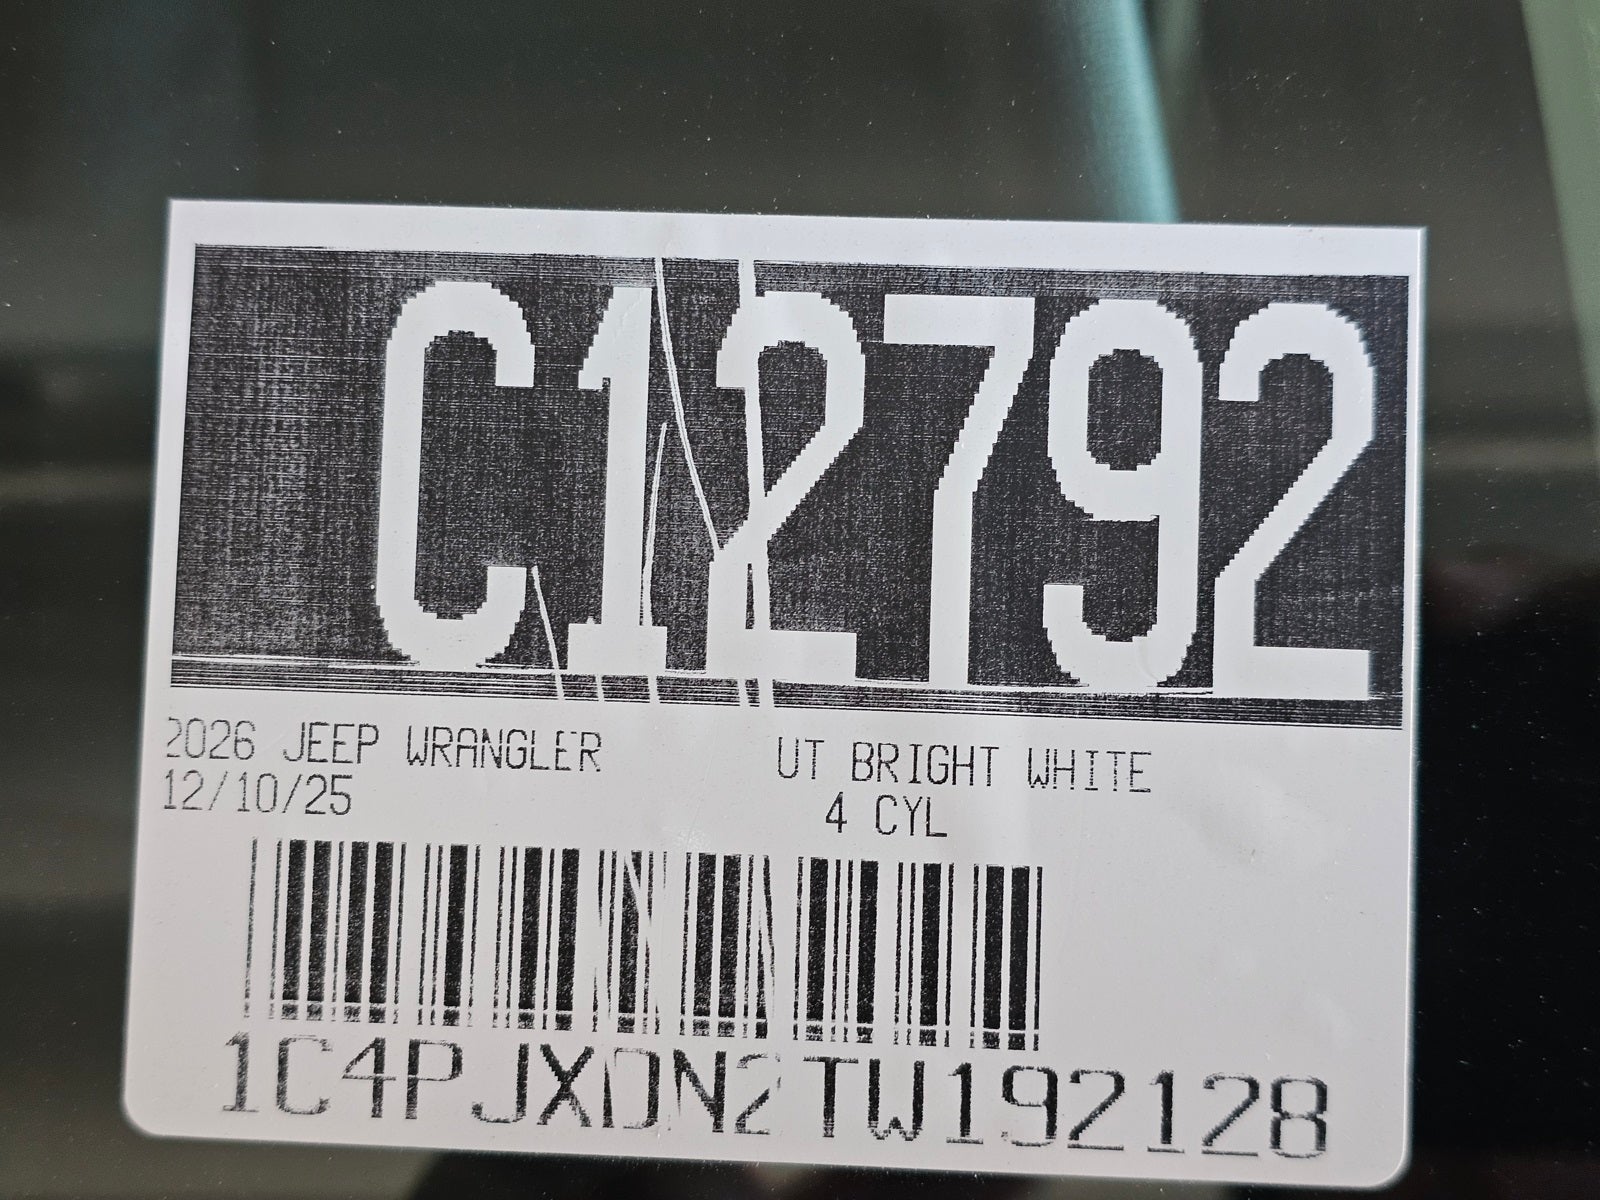 C12792
2026 JEEP WRANGLER UT BRIGHT WHITE
12/10/25 4 CYL
1C4PJXDN2TW192128